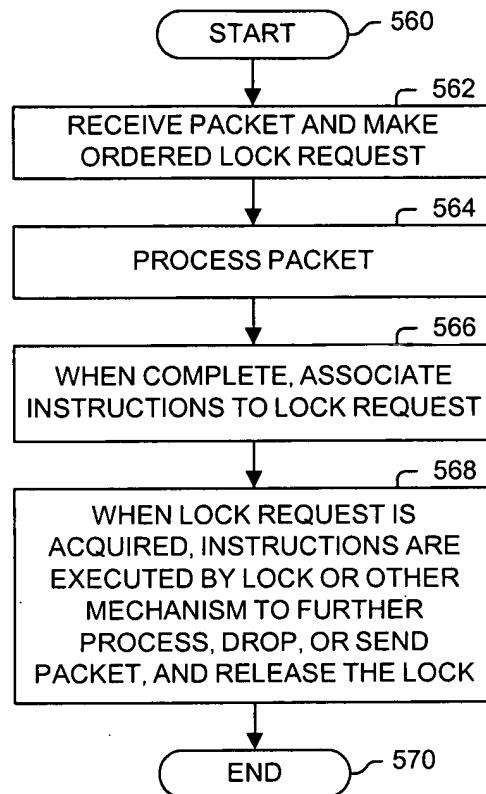 START
560
562
RECEIVE PACKET AND MAKE
ORDERED LOCK REQUEST
564
PROCESS PACKET
566
WHEN COMPLETE, ASSOCIATE
INSTRUCTIONS TO LOCK REQUEST
568
WHEN LOCK REQUEST IS
ACQUIRED, INSTRUCTIONS ARE
EXECUTED BY LOCK OR OTHER
MECHANISM TO FURTHER
PROCESS, DROP, OR SEND
PACKET, AND RELEASE THE LOCK
END
570